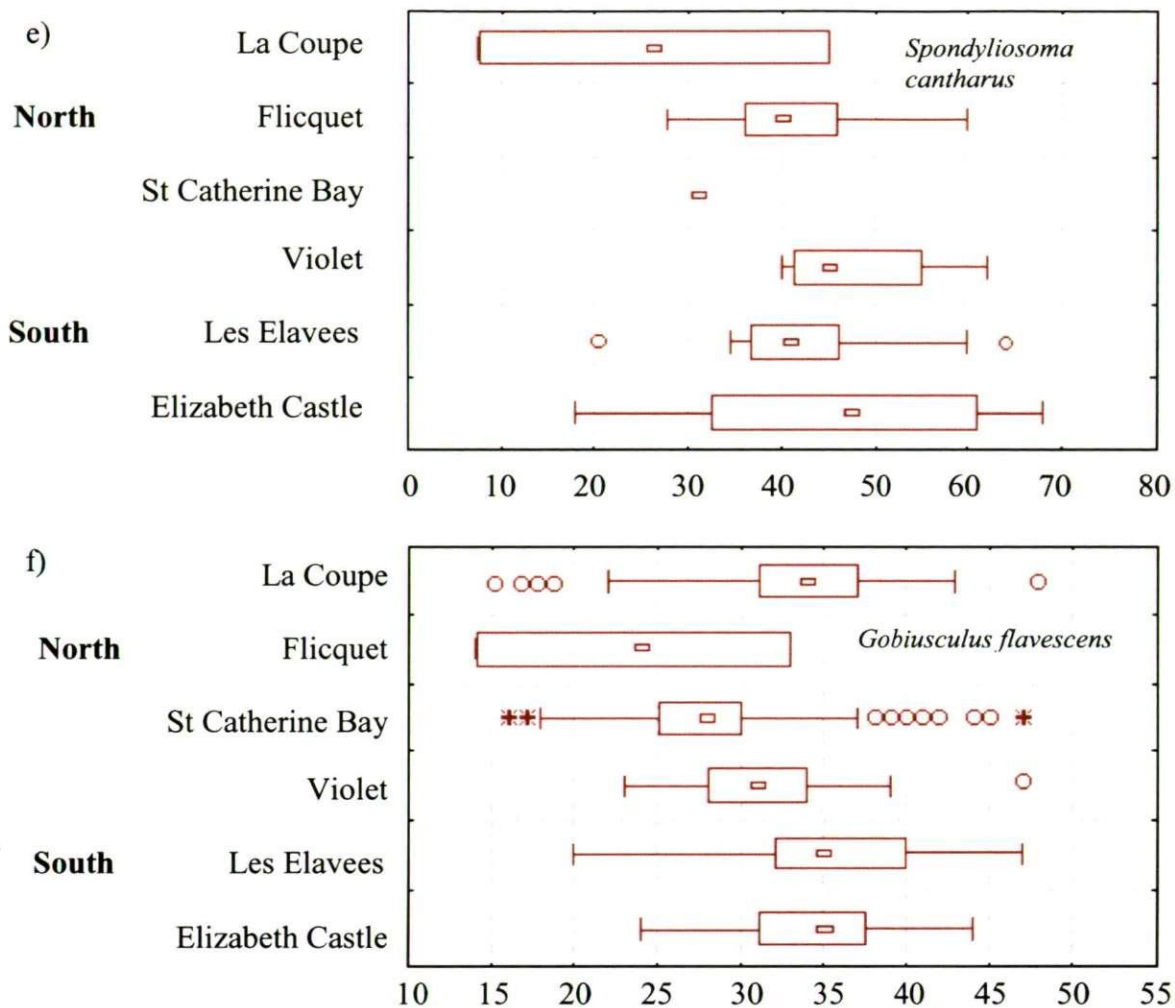 e)
La Coupe
Spondyliosoma
cantharus
North Flicquet
St Catherine Bay
Violet
South Les Elavees
Elizabeth Castle
0 10 20 30 40 50 60 70 80
f)
La Coupe
North Flicquet
Gobiusculus flavescens
St Catherine Bay
Violet
South Les Elavees
Elizabeth Castle
10 15 20 25 30 35 40 45 50 55